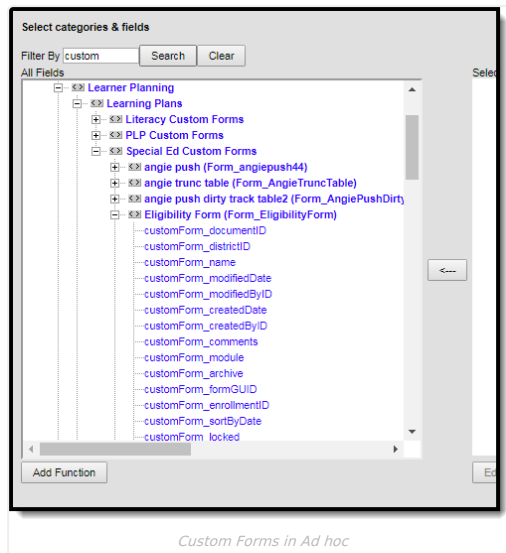 Select categories & fields
Filter By custom Search Clear
All Fields Selec
Learner Planning
Learning Plans
Literacy Custom Forms
PLP Custom Forms
Special Ed Custom Forms
angie push (Form_angiepush44)
angie trunc table (Form_AngieTruncTable)
angie push dirty track table2 (Form_AngiePushDirty
Eligibility Form (Form_EligibilityForm)
customForm_documentID
customForm_districtID
customForm_name
customForm_modifiedDate
<---
customForm_modifiedByID
customForm_createdDate
customForm_createdByID
customForm_comments
customForm_module
customForm_archive
customForm_formGUID
customForm_enrollmentID
customForm_sortByDate
customForm_locked
Add Function Ed
Custom Forms in Ad hoc